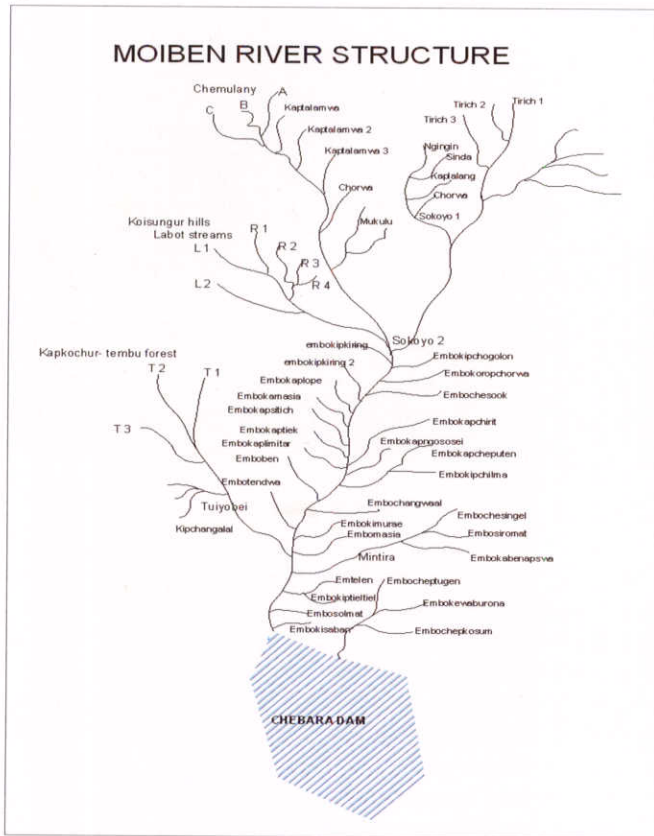 MOIBEN RIVER STRUCTURE
Chemulany
A
B
C
Kaptalamwa
Kaptalamwa 2
Kaptalamwa 3
Chorwa
Mukulu
Tirich 2
Tirich 1
Tirich 3
Ngingin
Sinda
Kaptalang
Chorwa
Sokoyo 1
Koisungur hills
Labot streams
R 1
R 2
R 3
R 4
L 1
L 2
Sokoyo 2
embokipkiring
embokipkiring 2
Embokipchogolon
Embokoropchorwa
Embochesook
Kapkochur- tembu forest
T 2
T 1
T 3
Embokaplope
Embokamasia
Embokapsitich
Embokaptiek
Embokaplimitar
Emboben
Embotendwa
Embokapchirit
Embokapngososei
Embokapcheputen
Embokipchilma
Tuiyobei
Kipchangalal
Embochangwaal
Embokimurae
Embomasia
Mintira
Embochesingel
Embosiromat
Embokabenapswa
Emtelen
Embokiptieltiel
Embosolmat
Embokisaban
Embocheptugen
Embokewaburona
Embochepkosum
CHEBARA DAM